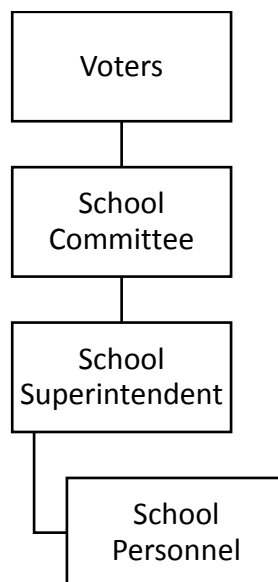 Voters
School
Committee
School
Superintendent
School
Personnel